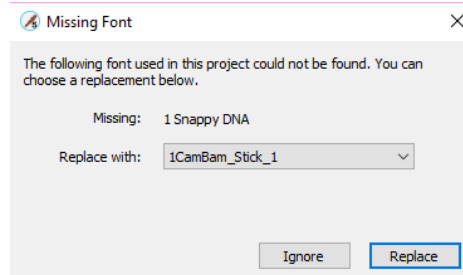 Missing Font
The following font used in this project could not be found. You can
choose a replacement below.
Missing: 1 Snappy DNA
Replace with: 1CamBam_Stick_1
Ignore Replace